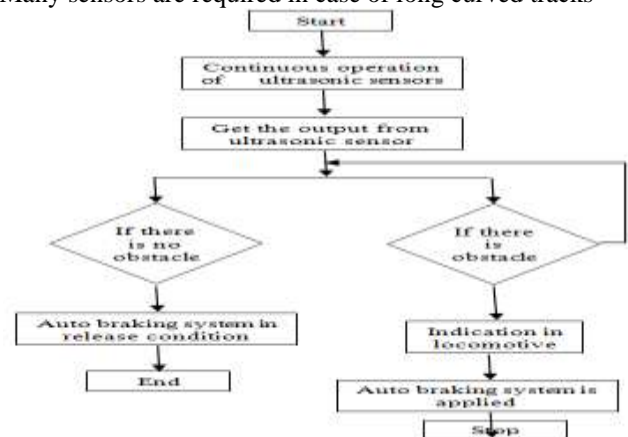 Many sensors are required in case of long curved tracks
Start
Continuous operation
of ultrasonic sensors
Get the output from
ultrasonic sensor
If there
is no
obstacle
If there
is
obstacle
Auto braking system in
release condition
Indication in
locomotive
End
Auto braking system is
applied
Stop